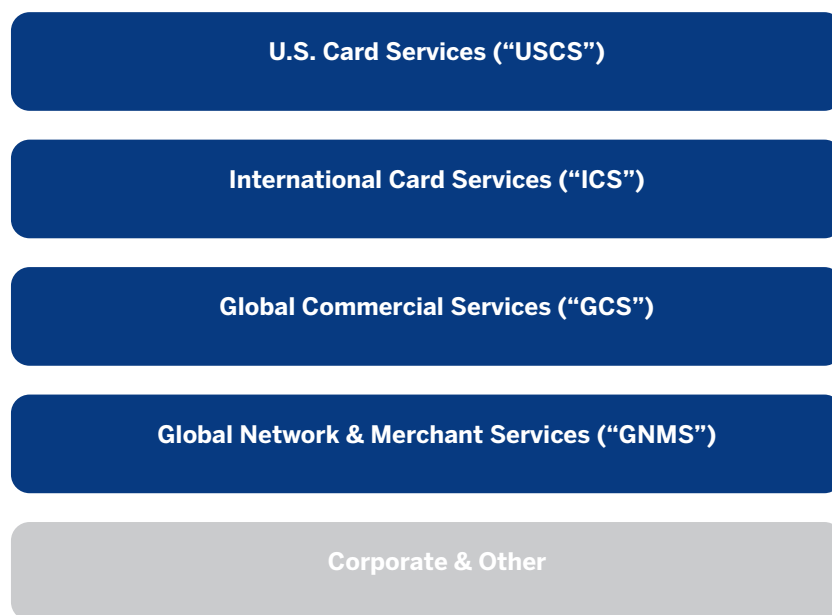 U.S. Card Services (“USCS”)
International Card Services (“ICS”)
Global Commercial Services (“GCS”)
Global Network & Merchant Services (“GNMS”)
Corporate & Other